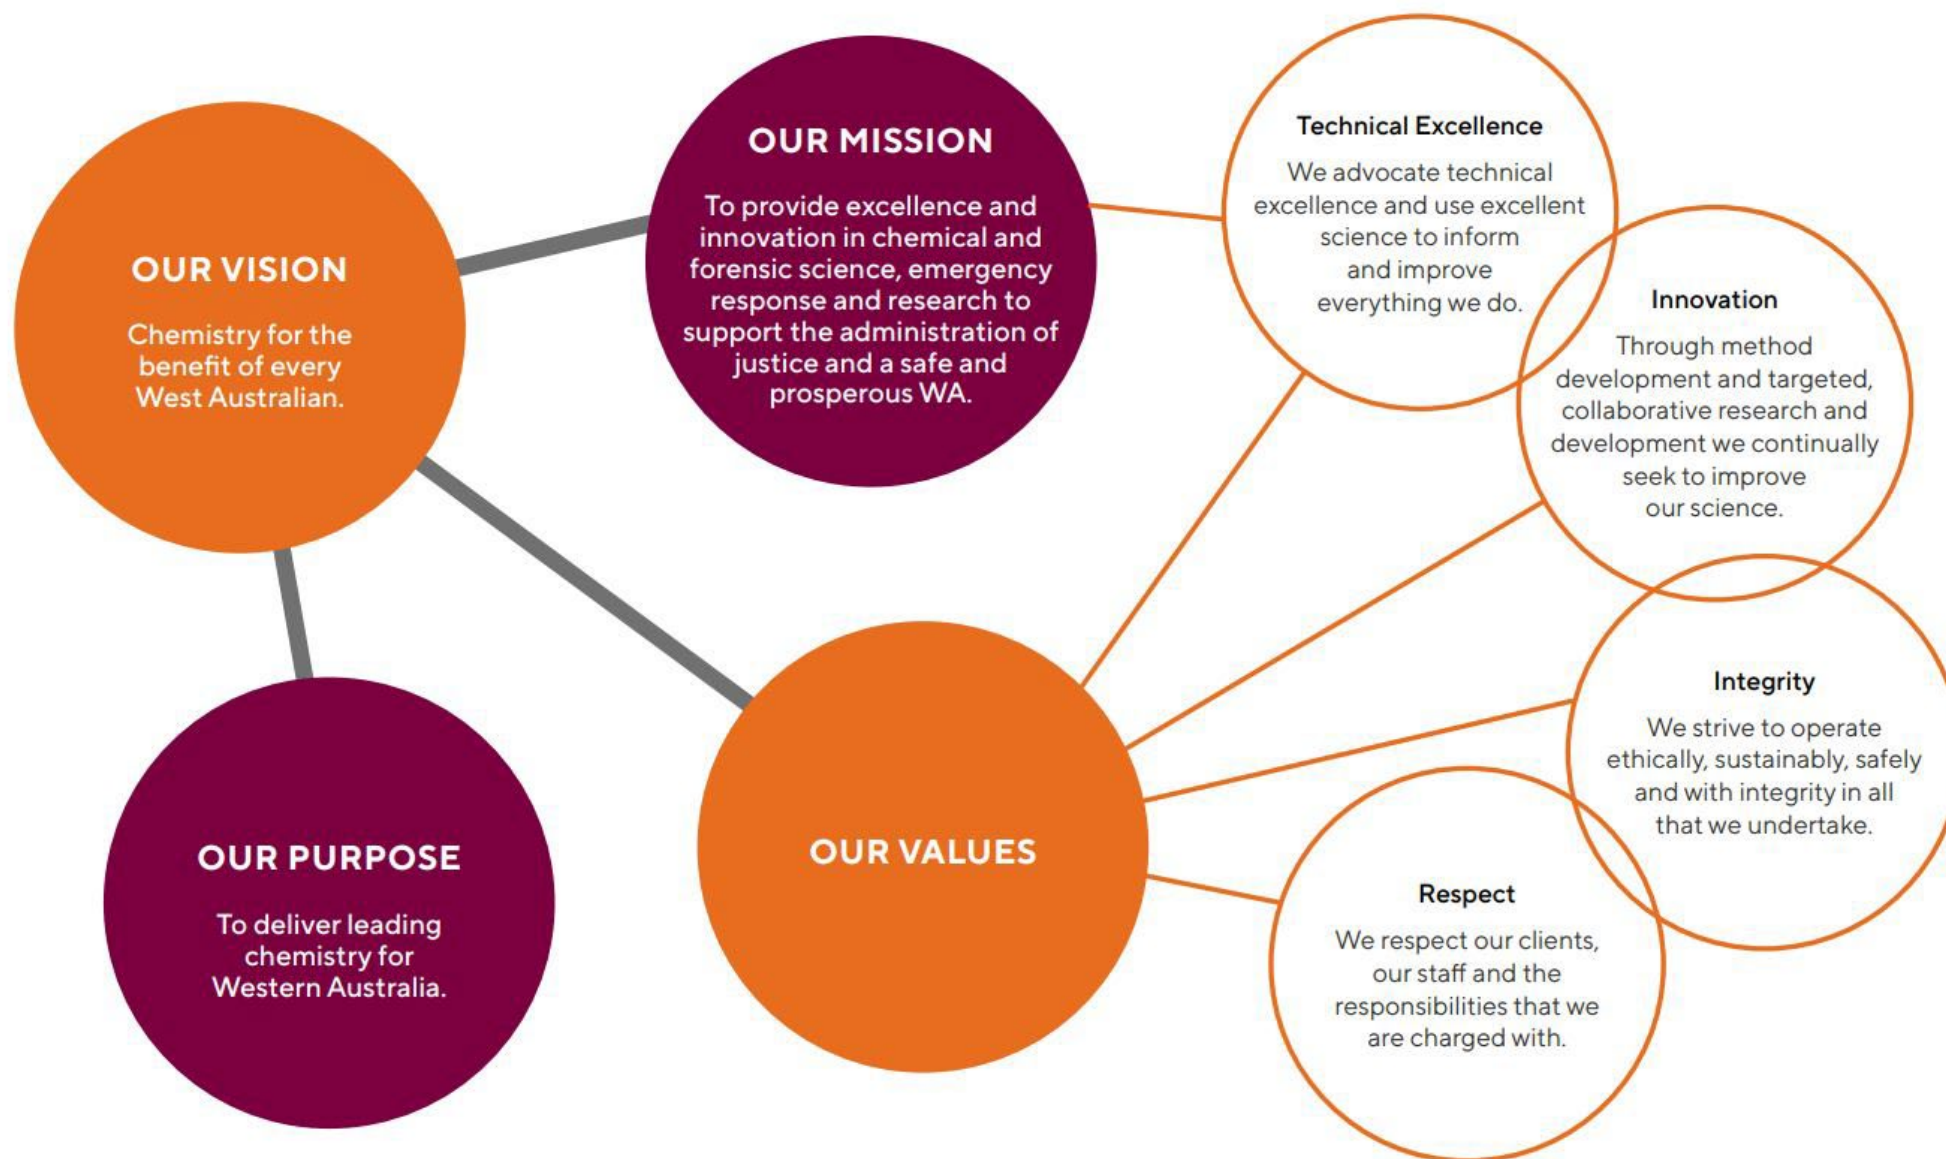 OUR VISION
Chemistry for the
benefit of every
West Australian.
OUR MISSION
To provide excellence and
innovation in chemical and
forensic science, emergency
response and research to
support the administration of
justice and a safe and
prosperous WA.
OUR PURPOSE
To deliver leading
chemistry for
Western Australia.
OUR VALUES
Technical Excellence
We advocate technical
excellence and use excellent
science to inform
and improve
everything we do.
Innovation
Through method
development and targeted,
collaborative research and
development we continually
seek to improve
our science.
Integrity
We strive to operate
ethically, sustainably, safely
and with integrity in all
that we undertake.
Respect
We respect our clients,
our staff and the
responsibilities that we
are charged with.